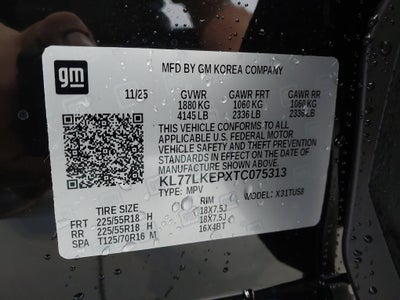 gm
MFD BY GM KOREA COMPANY
11/25 GVWR GAWR FRT GAWR RR
1880 KG 1060 KG 1060 KG
4145 LB 2336 LB 2336 LB
THIS VEHICLE CONFORMS TO ALL
APPLICABLE U.S. FEDERAL MOTOR
VEHICLE SAFETY AND BUMPER
STANDARDS IN EFFECT ON THE DATE OF
MANUFACTURE SHOWN ABOVE.
KL77LKEPXTC075313
TYPE: MPV MODEL: X31TUS8
TIRE SIZE RIM
FRT 225/55R18 H 18X7.5J
RR 225/55R18 H 18X7.5J
SPA T125/70R16 M 16X4BT